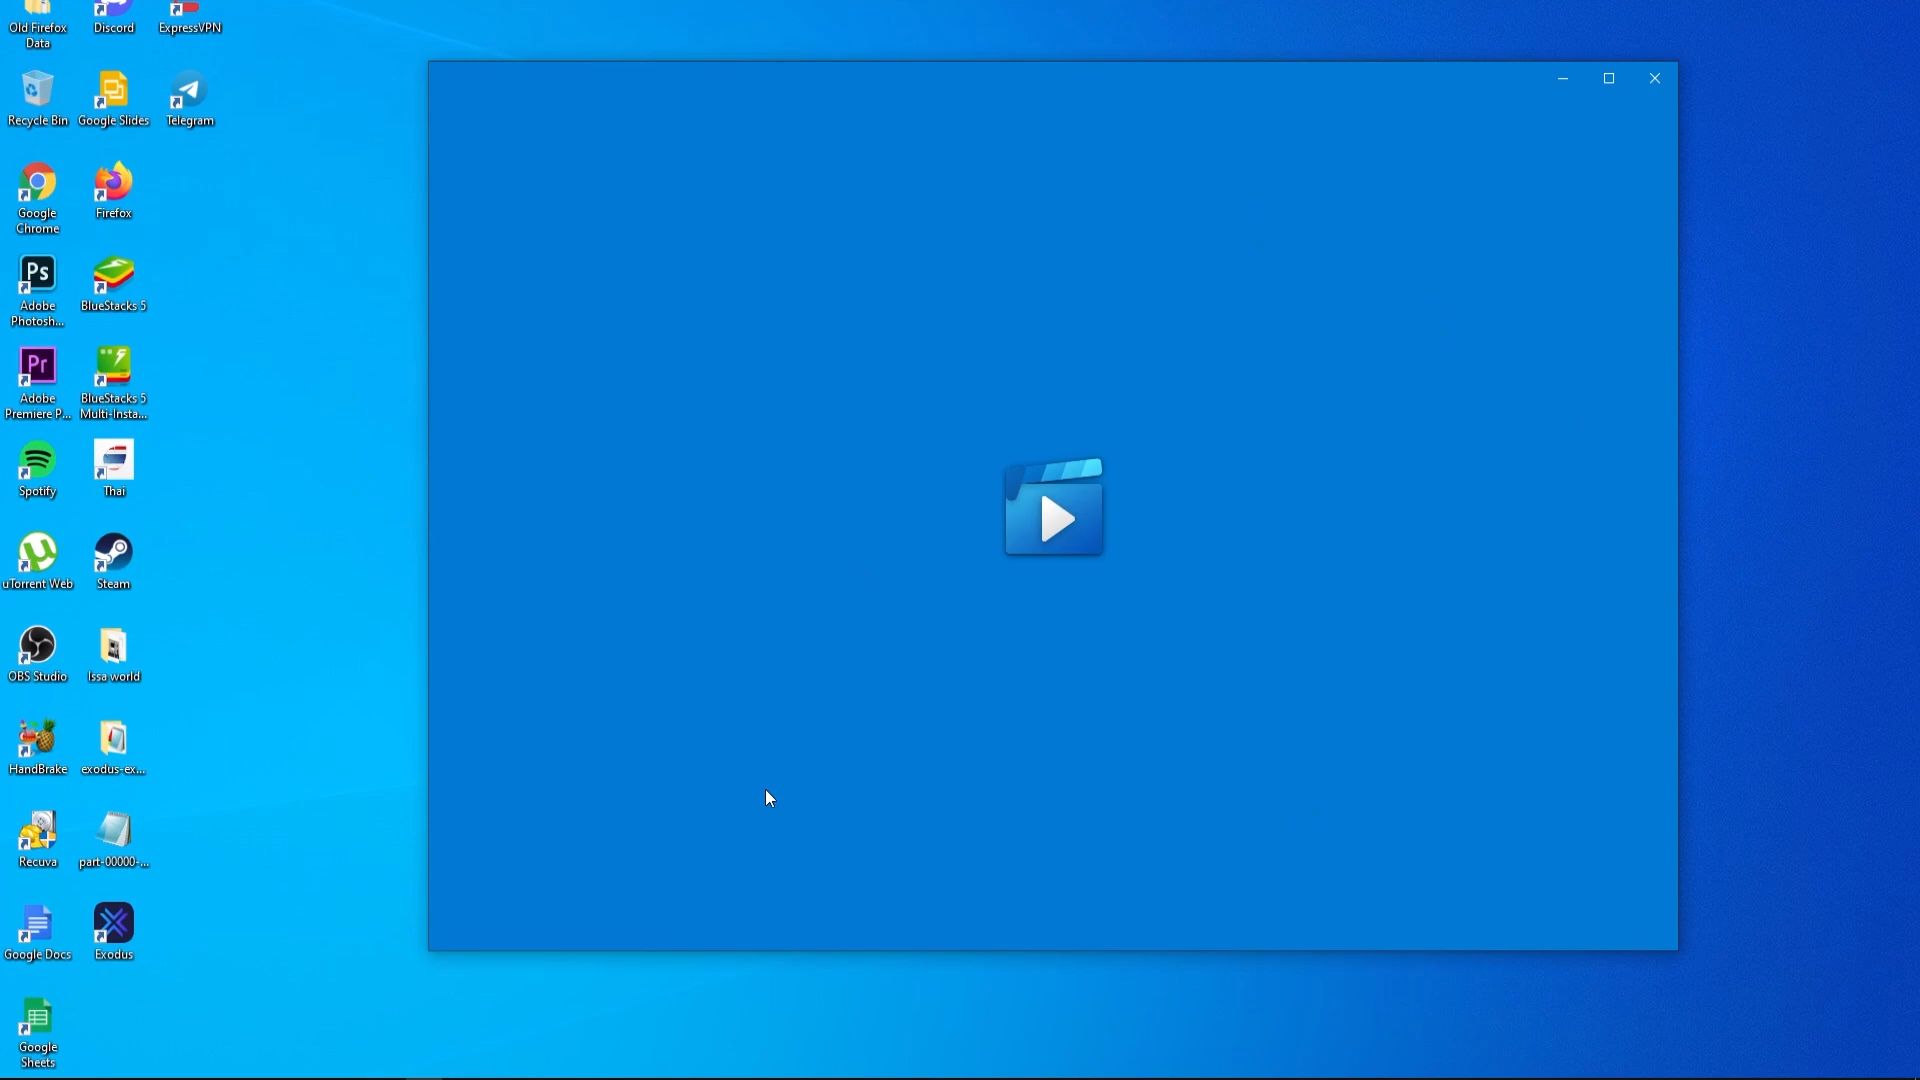 Old Firefox
Data
Discord
ExpressVPN
Recycle Bin
Google Slides
Telegram
Google
Chrome
Firefox
Ps
Adobe
Photosh...
BlueStacks 5
Pr
Adobe
Premiere P...
BlueStacks 5
Multi-Insta...
Spotify
Thai
uTorrent Web
Steam
OBS Studio
Issa world
HandBrake
exodus-ex...
Recuva
part-00000-...
Google Docs
Exodus
Google
Sheets